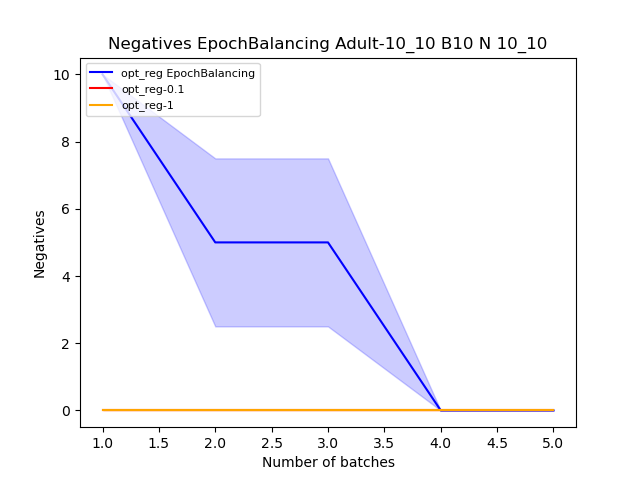 Negatives EpochBalancing Adult-10_10 B10 N 10_10
opt_reg EpochBalancing
opt_reg-0.1
opt_reg-1
10
8
6
4
2
0
Negatives
1.0 1.5 2.0 2.5 3.0 3.5 4.0 4.5 5.0
Number of batches